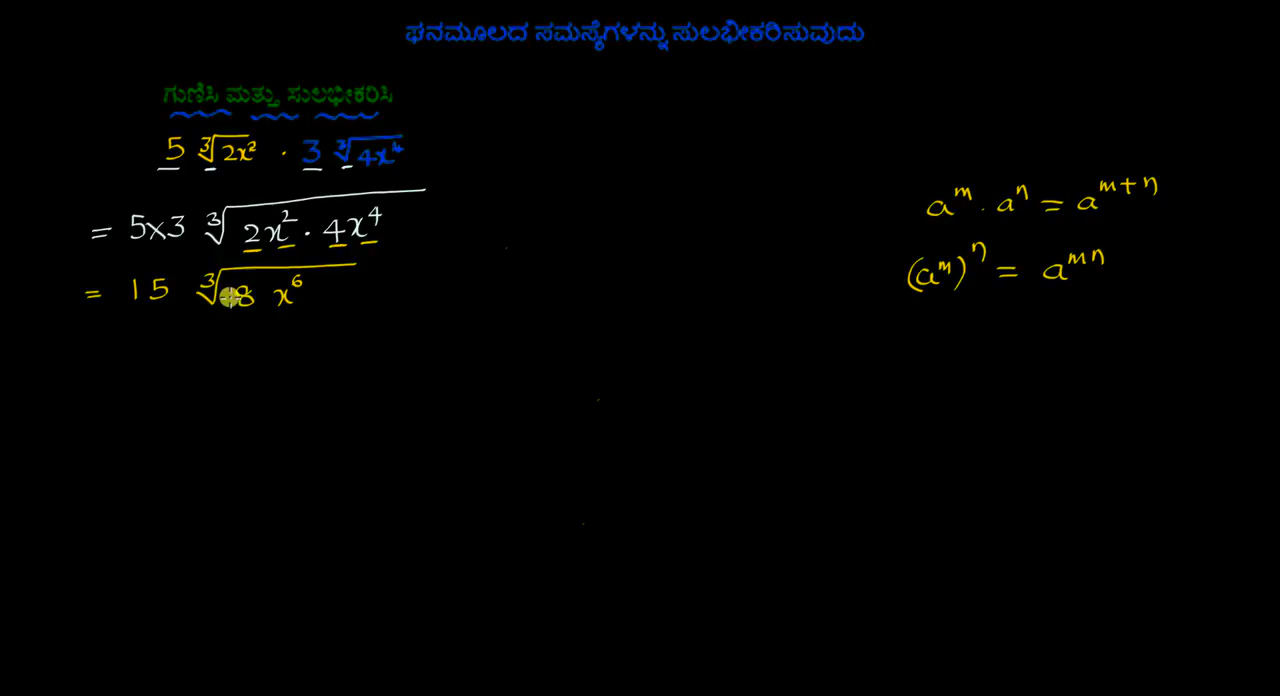 ಘನಮೂಲದ ಸಮಸ್ಯೆಗಳನ್ನು ಸುಲಭೀಕರಿಸುವುದು
ಗುಣಿಸಿ ಮತ್ತು ಸುಲಭೀಕರಿಸಿ
5 ∛(2x²) · 3 ∛(4x⁴)
= 5×3 ∛(2x² · 4x⁴)
= 15 ∛(8 x⁶)
aᵐ · aⁿ = aᵐ⁺ⁿ
(aᵐ)ⁿ = aᵐⁿ